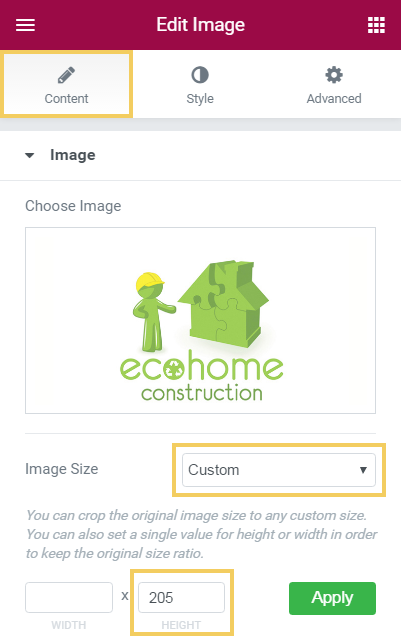 Edit Image
Content Style Advanced
Image
Choose Image
ecohome
construction
Image Size Custom
You can crop the original image size to any custom size.
You can also set a single value for height or width in order
to keep the original size ratio.
x 205 Apply
WIDTH HEIGHT